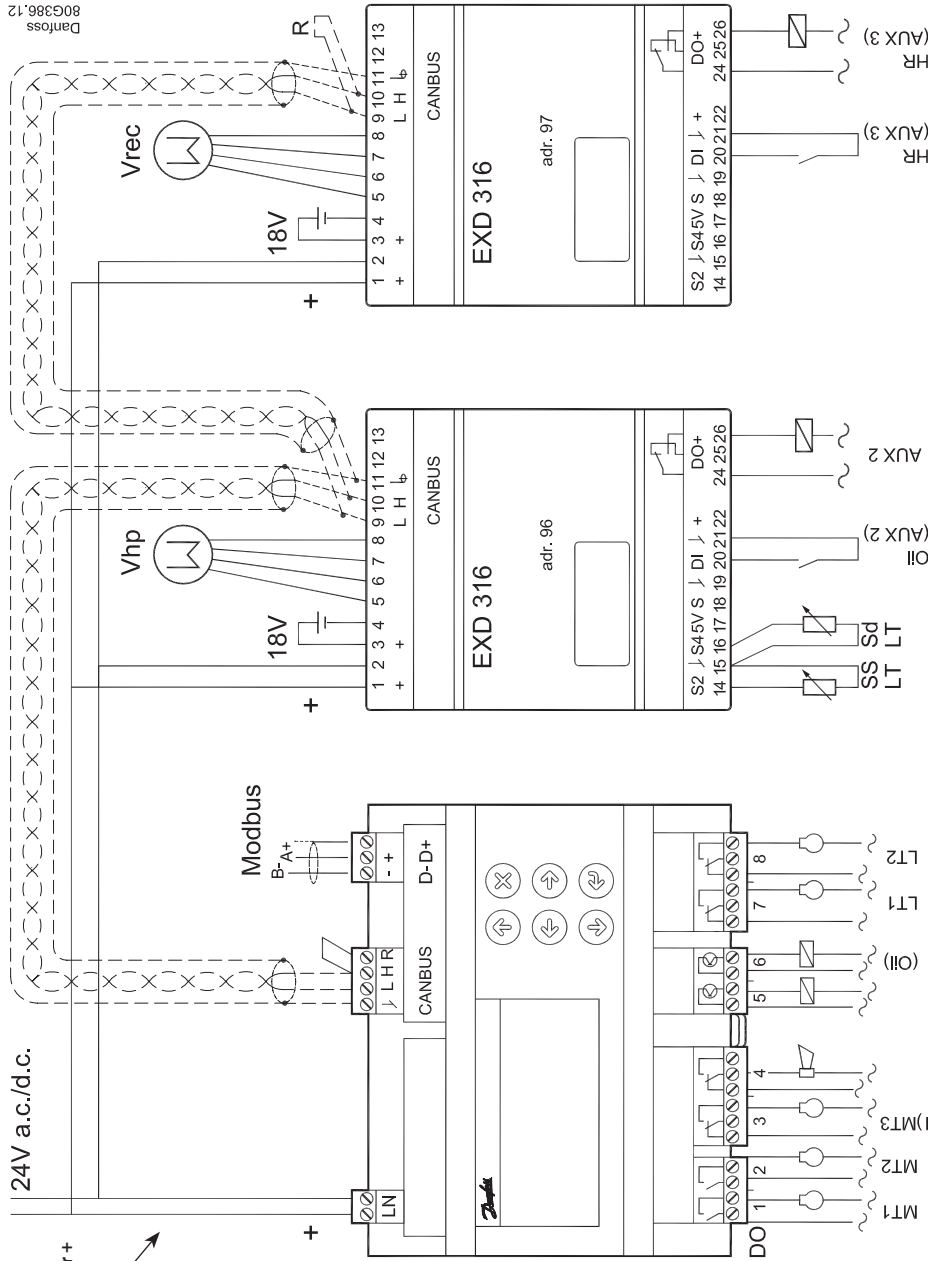 Danfoss
80G386.12
24V a.c./d.c.
r +
+
LN
Modbus
B- A+
- +
L H R
CANBUS
D-D+
Danfoss
DO
1
2
3
4
5
6
7
8
MT1
MT2
I)MT3
(Oil)
LT1
LT2
Vhp
18V
+
1 2 3 4 5 6 7 8 9 10 11 12 13
+ +
L H
CANBUS
EXD 316
adr. 96
S2 S4 5V S DI + DO+
14 15 16 17 18 19 20 21 22 24 25 26
SS
LT
Sd
LT
Oil
(AUX 2)
AUX 2
Vrec
18V
R
+
1 2 3 4 5 6 7 8 9 10 11 12 13
+ +
L H
CANBUS
EXD 316
adr. 97
S2 S4 5V S DI + DO+
14 15 16 17 18 19 20 21 22 24 25 26
HR
(AUX 3)
HR
(AUX 3)